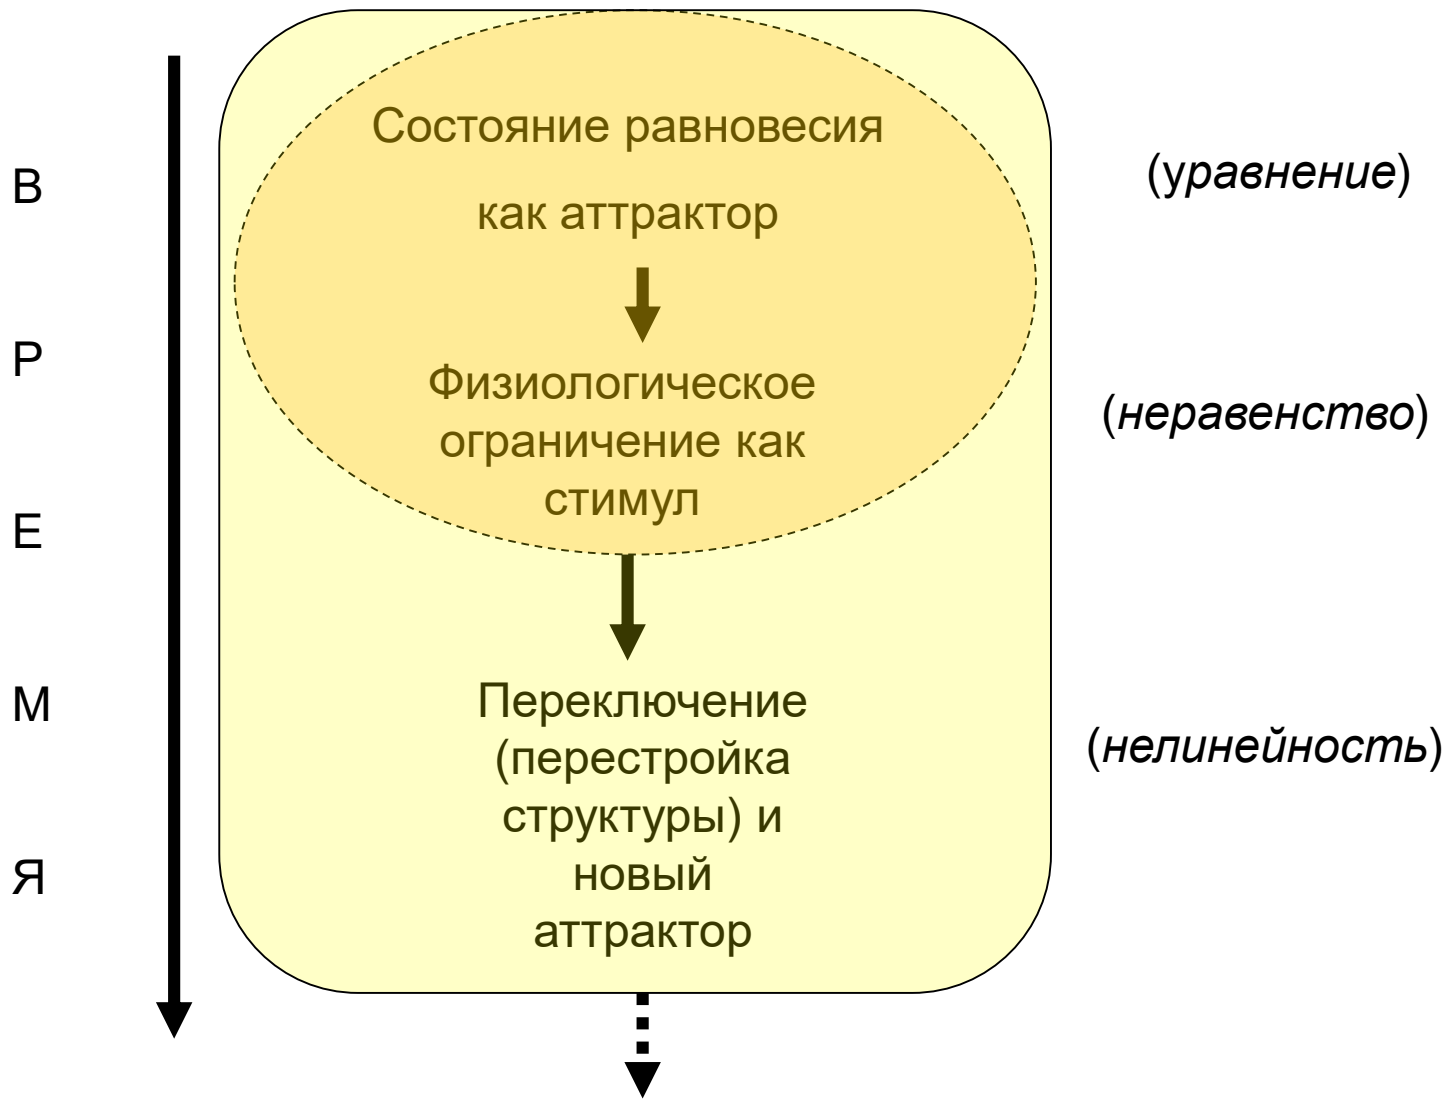 Состояние равновесия
как аттрактор
(уравнение)
Физиологическое
ограничение как
стимул
(неравенство)
Переключение
(перестройка
структуры) и
новый
аттрактор
(нелинейность)
В
Р
Е
М
Я